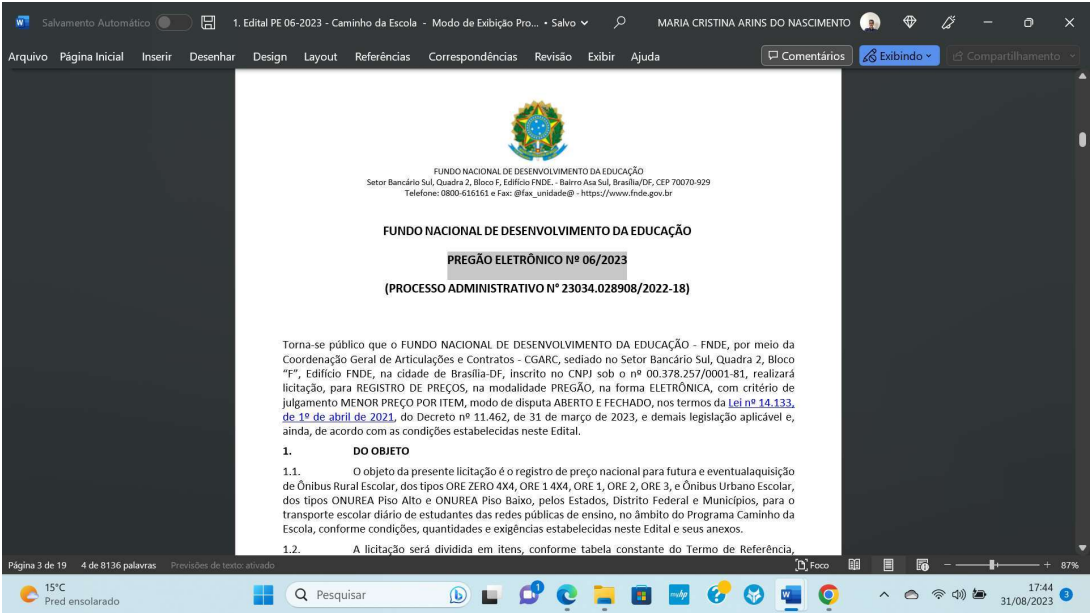 Salvamento Automático
1. Edital PE 06-2023 - Caminho da Escola - Modo de Exibição Pro... • Salvo
MARIA CRISTINA ARINS DO NASCIMENTO
Arquivo Página Inicial Inserir Desenhar Design Layout Referências Correspondências Revisão Exibir Ajuda
Comentários
Exibindo
Compartilhamento
FUNDO NACIONAL DE DESENVOLVIMENTO DA EDUCAÇÃO
Setor Bancário Sul, Quadra 2, Bloco F, Edifício FNDE. - Bairro Asa Sul, Brasília/DF, CEP 70070-929
Telefone: 0800-616161 e Fax: @fax_unidade@ - https://www.fnde.gov.br
FUNDO NACIONAL DE DESENVOLVIMENTO DA EDUCAÇÃO
PREGÃO ELETRÔNICO Nº 06/2023
(PROCESSO ADMINISTRATIVO N° 23034.028908/2022-18)
Torna-se público que o FUNDO NACIONAL DE DESENVOLVIMENTO DA EDUCAÇÃO - FNDE, por meio da
Coordenação Geral de Articulações e Contratos - CGARC, sediado no Setor Bancário Sul, Quadra 2, Bloco
“F”, Edifício FNDE, na cidade de Brasília-DF, inscrito no CNPJ sob o nº 00.378.257/0001-81, realizará
licitação, para REGISTRO DE PREÇOS, na modalidade PREGÃO, na forma ELETRÔNICA, com critério de
julgamento MENOR PREÇO POR ITEM, modo de disputa ABERTO E FECHADO, nos termos da Lei nº 14.133,
de 1º de abril de 2021, do Decreto nº 11.462, de 31 de março de 2023, e demais legislação aplicável e,
ainda, de acordo com as condições estabelecidas neste Edital.
1. DO OBJETO
1.1. O objeto da presente licitação é o registro de preço nacional para futura e eventualaquisição
de Ônibus Rural Escolar, dos tipos ORE ZERO 4X4, ORE 1 4X4, ORE 1, ORE 2, ORE 3, e Ônibus Urbano Escolar,
dos tipos ONUREA Piso Alto e ONUREA Piso Baixo, pelos Estados, Distrito Federal e Municípios, para o
transporte escolar diário de estudantes das redes públicas de ensino, no âmbito do Programa Caminho da
Escola, conforme condições, quantidades e exigências estabelecidas neste Edital e seus anexos.
1.2. A licitação será dividida em itens, conforme tabela constante do Termo de Referência,
Página 3 de 19 4 de 8136 palavras Previsões de texto: ativado
Foco
87%
15°C
Pred ensolarado
Pesquisar
myhp
17:44
31/08/2023
3